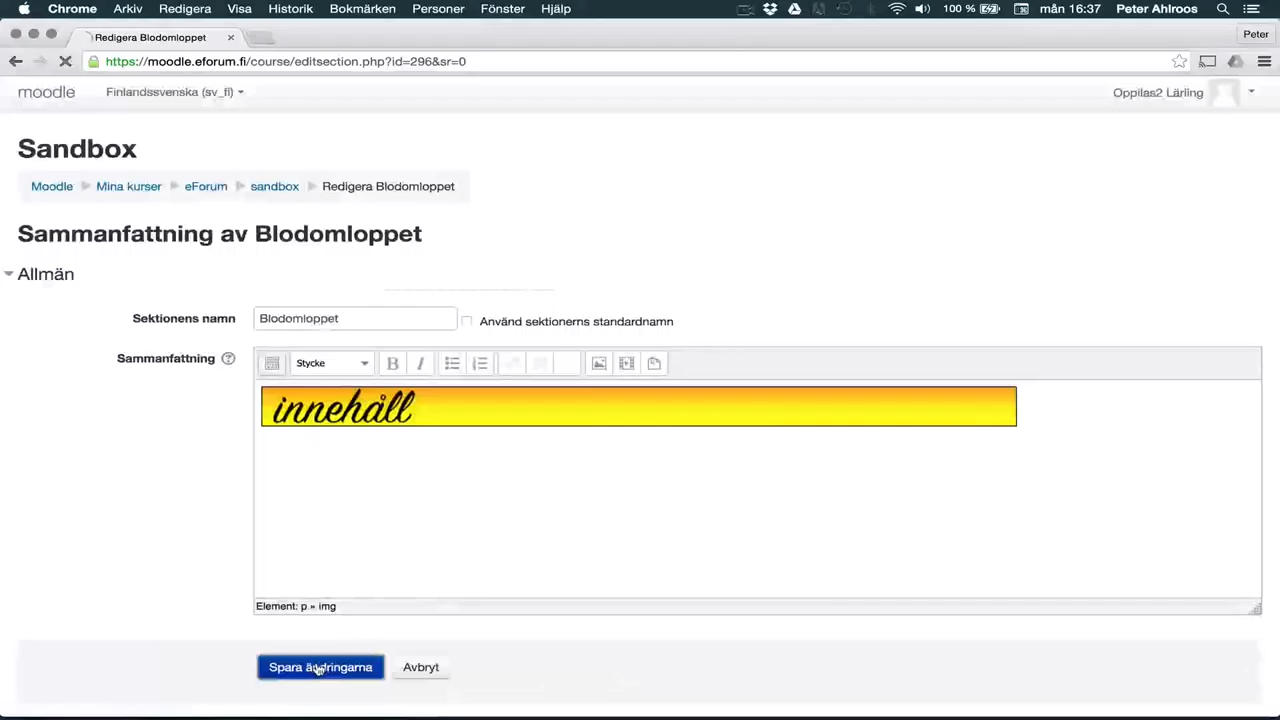 Chrome Arkiv Redigera Visa Historik Bokmärken Personer Fönster Hjälp 100 % mån 16:37 Peter Ahlroos
Redigera Blodomloppet Peter
https://moodle.eforum.fi/course/editsection.php?id=296&sr=0
moodle Finlandssvenska (sv_fi) Oppilas2 Lärling
Sandbox
Moodle Mina kurser eForum sandbox Redigera Blodomloppet
Sammanfattning av Blodomloppet
Allmän
Sektionens namn Blodomloppet Använd sektionerns standardnamn
Sammanfattning Stycke B I
innehåll
Element: p » img
Spara ändringarna Avbryt